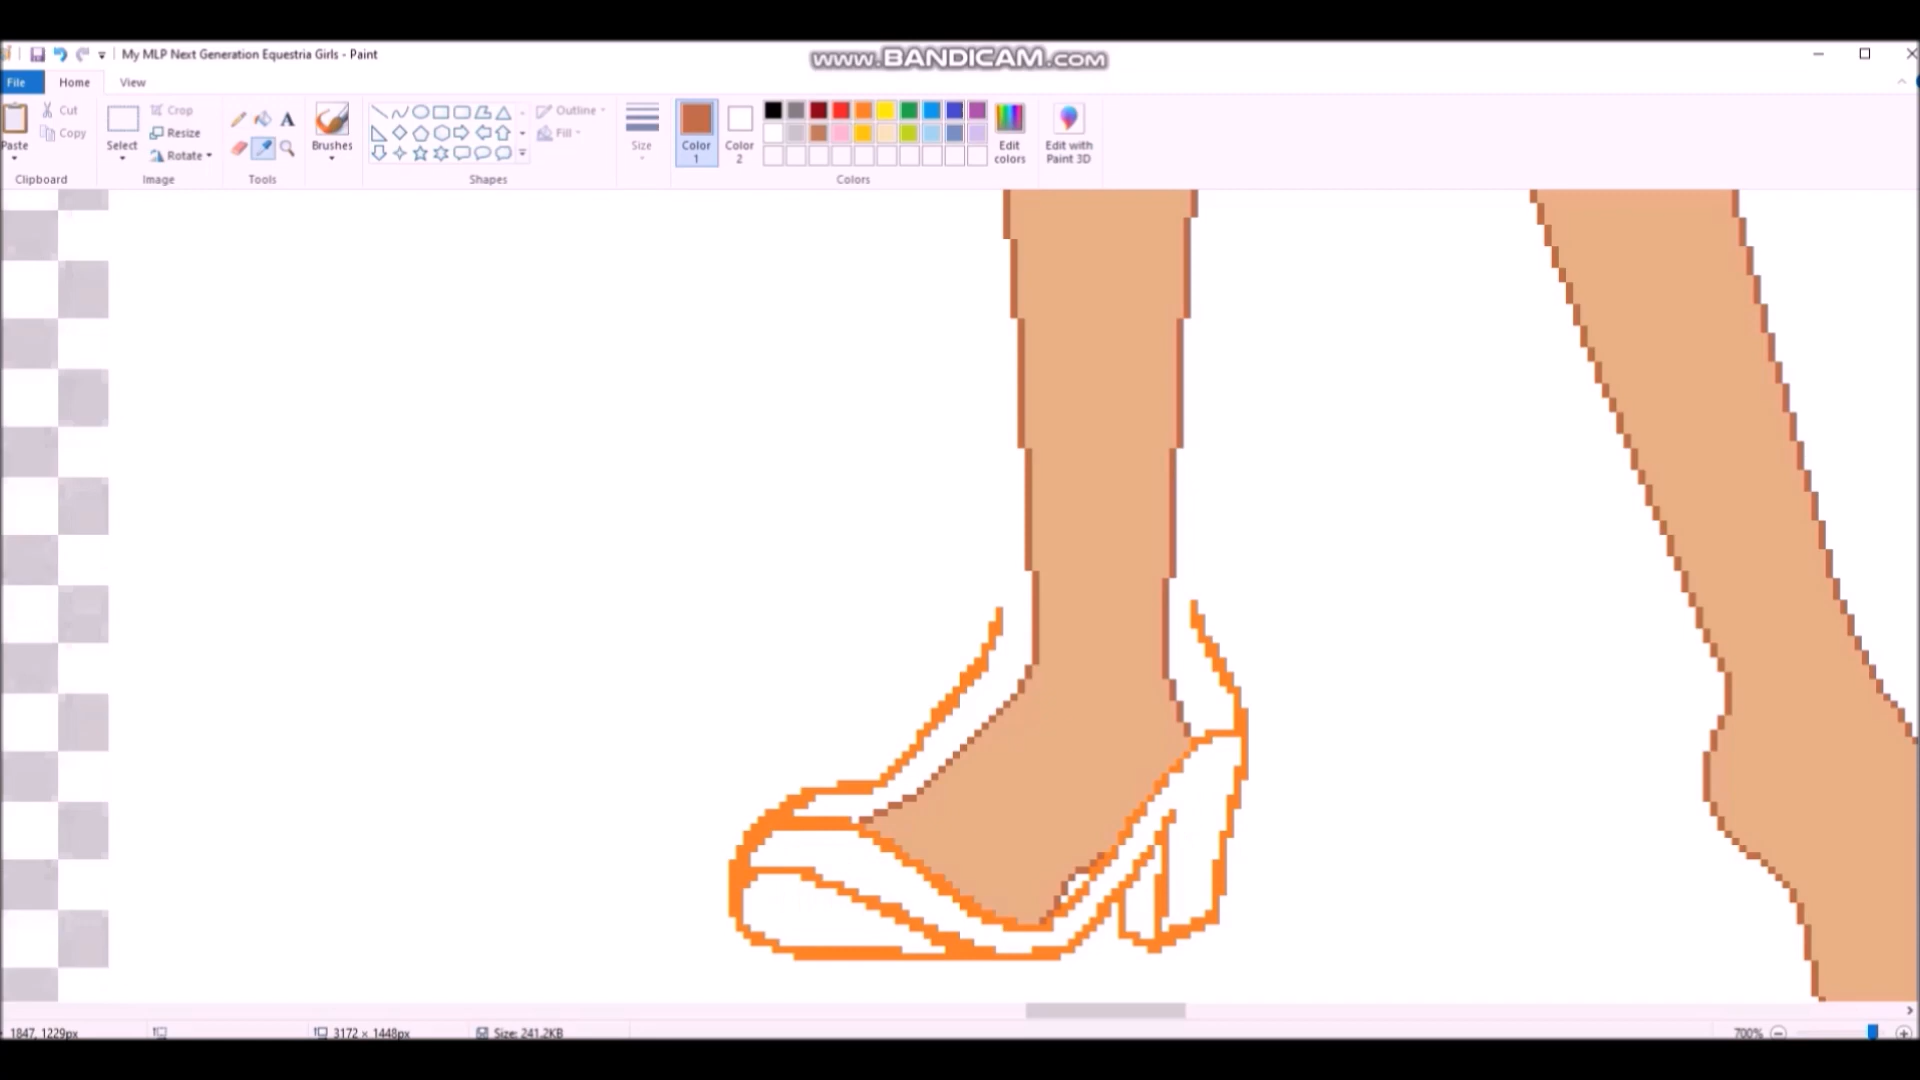 My MLP Next Generation Equestria Girls - Paint
www.BANDICAM.com
File
Home
View
Paste
Cut
Copy
Clipboard
Select
Crop
Resize
Rotate
Image
A
Tools
Brushes
Outline
Fill
Shapes
Size
Color 1
Color 2
Edit colors
Colors
Edit with Paint 3D
1847, 1229px
3172 × 1448px
Size: 241.2KB
700%